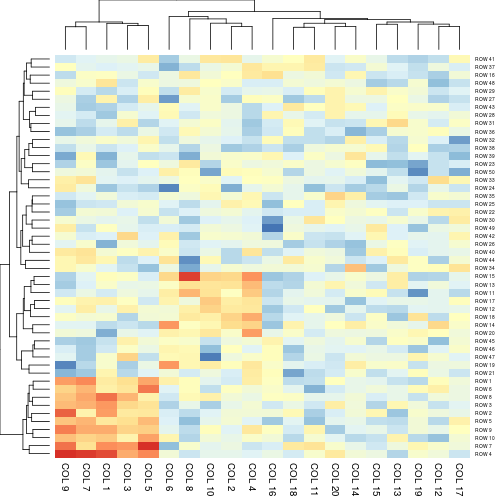 ROW 41
ROW 37
ROW 16
ROW 48
ROW 29
ROW 27
ROW 43
ROW 28
ROW 31
ROW 36
ROW 32
ROW 38
ROW 39
ROW 23
ROW 50
ROW 33
ROW 24
ROW 35
ROW 25
ROW 22
ROW 30
ROW 49
ROW 42
ROW 26
ROW 40
ROW 44
ROW 34
ROW 15
ROW 13
ROW 11
ROW 17
ROW 12
ROW 18
ROW 14
ROW 20
ROW 45
ROW 46
ROW 47
ROW 19
ROW 21
ROW 1
ROW 6
ROW 8
ROW 3
ROW 2
ROW 5
ROW 9
ROW 10
ROW 7
ROW 4
COL 9
COL 7
COL 1
COL 3
COL 5
COL 6
COL 8
COL 10
COL 2
COL 4
COL 16
COL 18
COL 11
COL 20
COL 14
COL 15
COL 13
COL 19
COL 12
COL 17